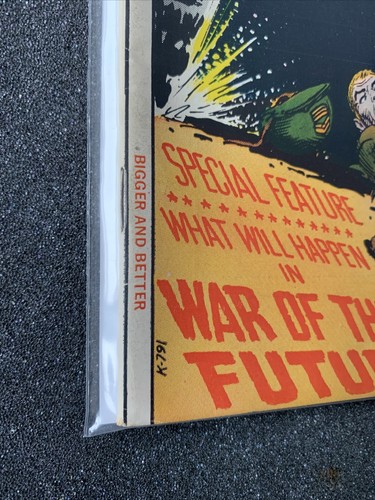 SPECIAL FEATURE
WHAT WILL HAPPEN
IN
WAR OF TH
FUTU
BIGGER AND BETTER
K-791